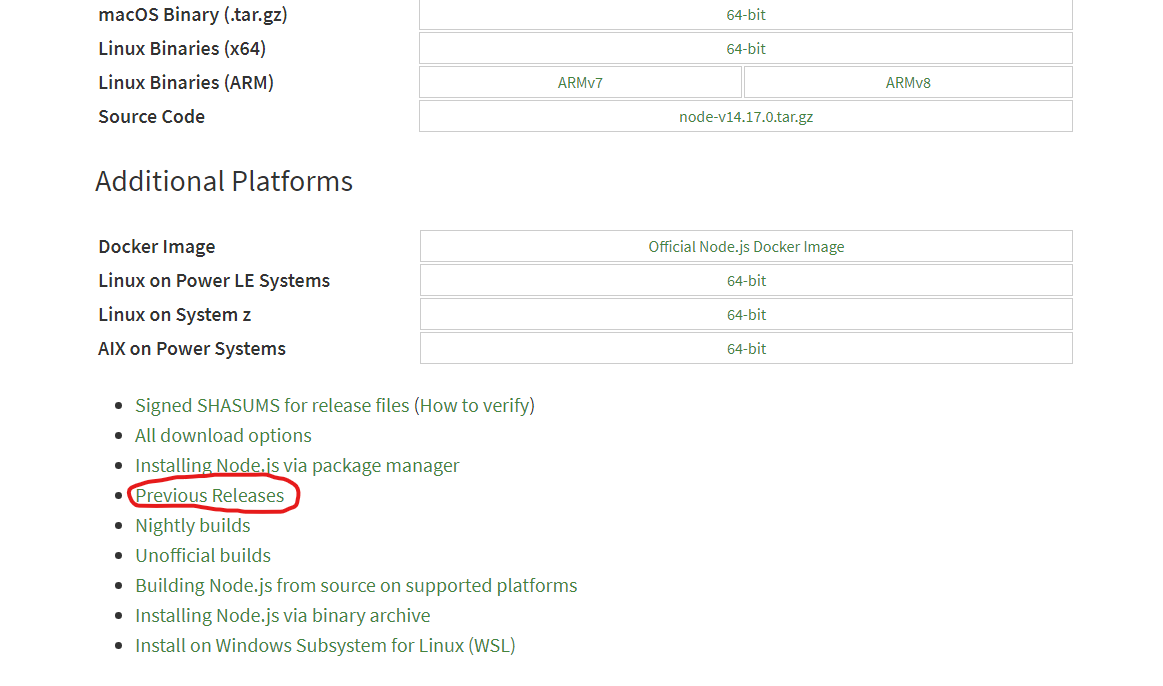 macOS Binary (.tar.gz) 64-bit
Linux Binaries (x64) 64-bit
Linux Binaries (ARM) ARMv7 ARMv8
Source Code node-v14.17.0.tar.gz
Additional Platforms
Docker Image Official Node.js Docker Image
Linux on Power LE Systems 64-bit
Linux on System z 64-bit
AIX on Power Systems 64-bit
Signed SHASUMS for release files (How to verify)
All download options
Installing Node.js via package manager
Previous Releases
Nightly builds
Unofficial builds
Building Node.js from source on supported platforms
Installing Node.js via binary archive
Install on Windows Subsystem for Linux (WSL)